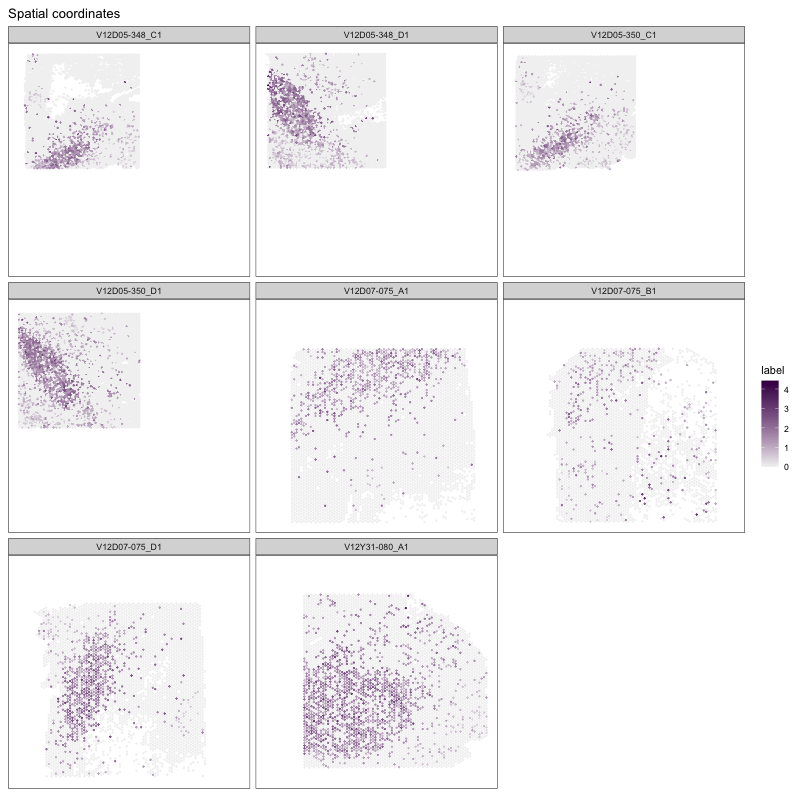 Spatial coordinates
V12D05-348_C1
V12D05-348_D1
V12D05-350_C1
V12D05-350_D1
V12D07-075_A1
V12D07-075_B1
label
4
3
2
1
0
V12D07-075_D1
V12Y31-080_A1